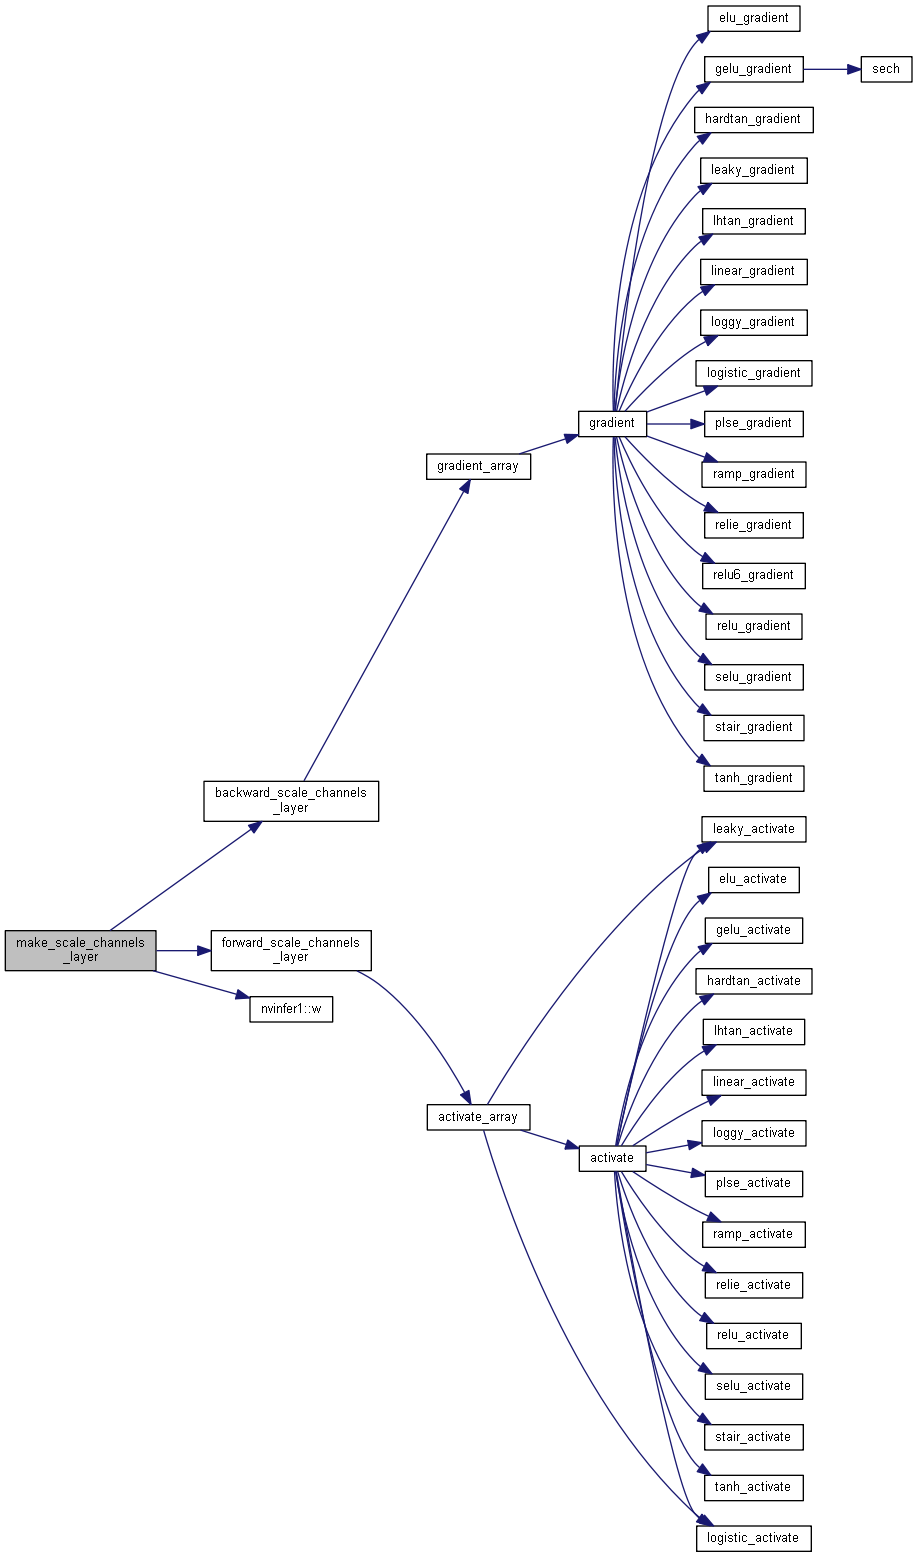 elu_gradient
gelu_gradient
sech
hardtan_gradient
leaky_gradient
lhtan_gradient
linear_gradient
loggy_gradient
logistic_gradient
gradient
plse_gradient
gradient_array
ramp_gradient
relie_gradient
relu6_gradient
relu_gradient
selu_gradient
stair_gradient
tanh_gradient
backward_scale_channels
_layer
leaky_activate
elu_activate
gelu_activate
make_scale_channels
_layer
forward_scale_channels
_layer
hardtan_activate
nvinfer1::w
lhtan_activate
linear_activate
activate_array
loggy_activate
activate
plse_activate
ramp_activate
relie_activate
relu_activate
selu_activate
stair_activate
tanh_activate
logistic_activate